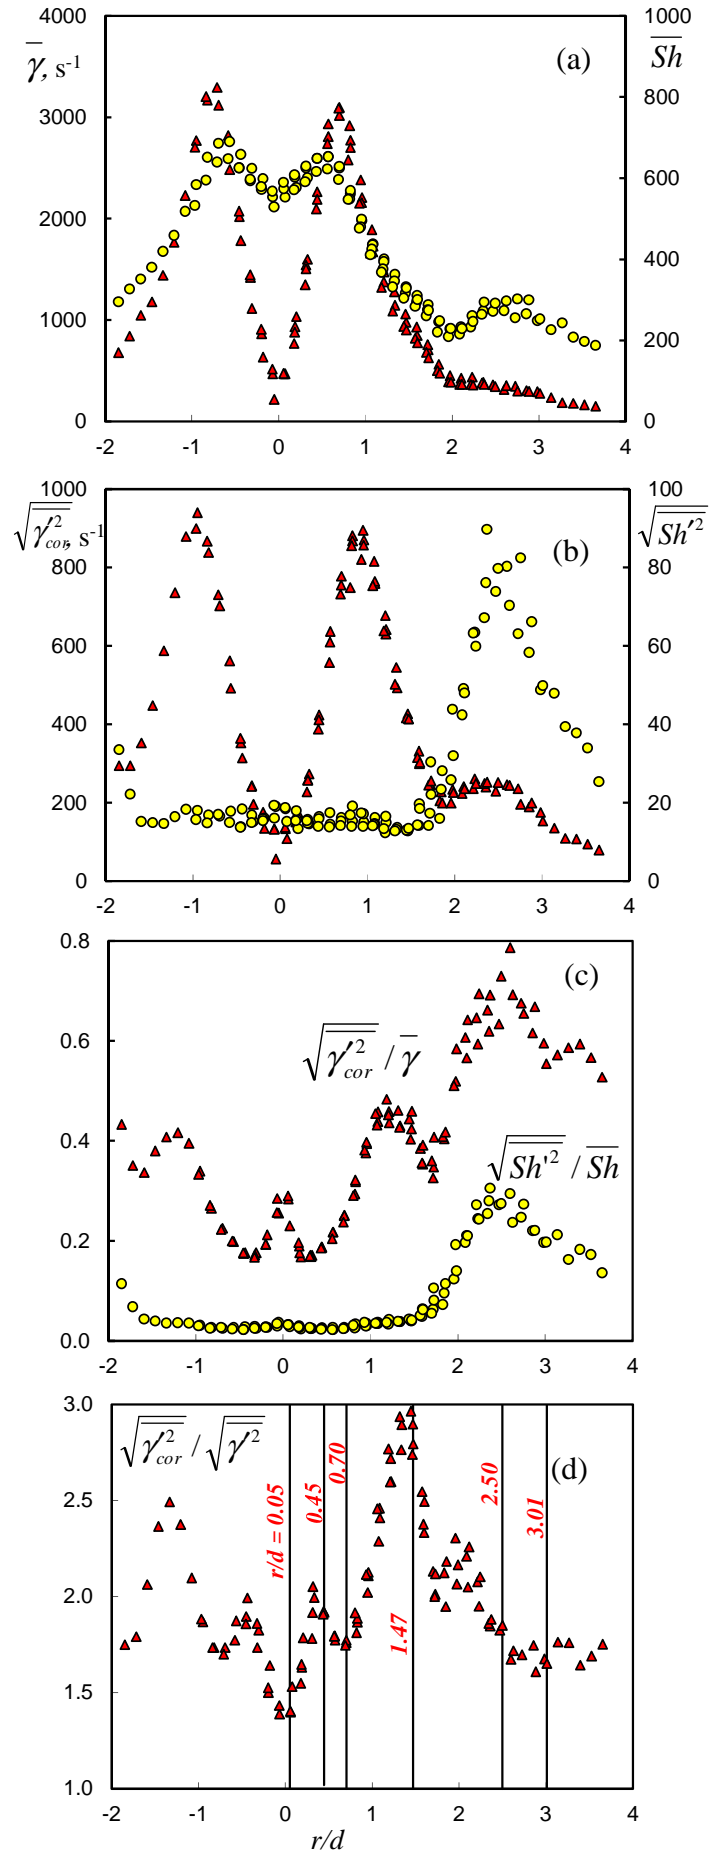 4000 1000
γ̅, s⁻¹ (a) S̅h̅
3000 800
600
2000
400
1000
200
0 0
-2 -1 0 1 2 3 4
1000 100
√γ′²cor, s⁻¹ (b) √Sh′²
800 80
600 60
400 40
200 20
0 0
-2 -1 0 1 2 3 4
0.8
(c)
0.6
√γ′²cor / γ̅
0.4
√Sh'² / S̅h̅
0.2
0.0
-2 -1 0 1 2 3 4
3.0
√γ′²cor / √γ′²
(d)
2.5
r/d = 0.05
0.45
0.70
1.47
2.50
3.01
2.0
1.5
1.0
-2 -1 0 1 2 3 4
r/d